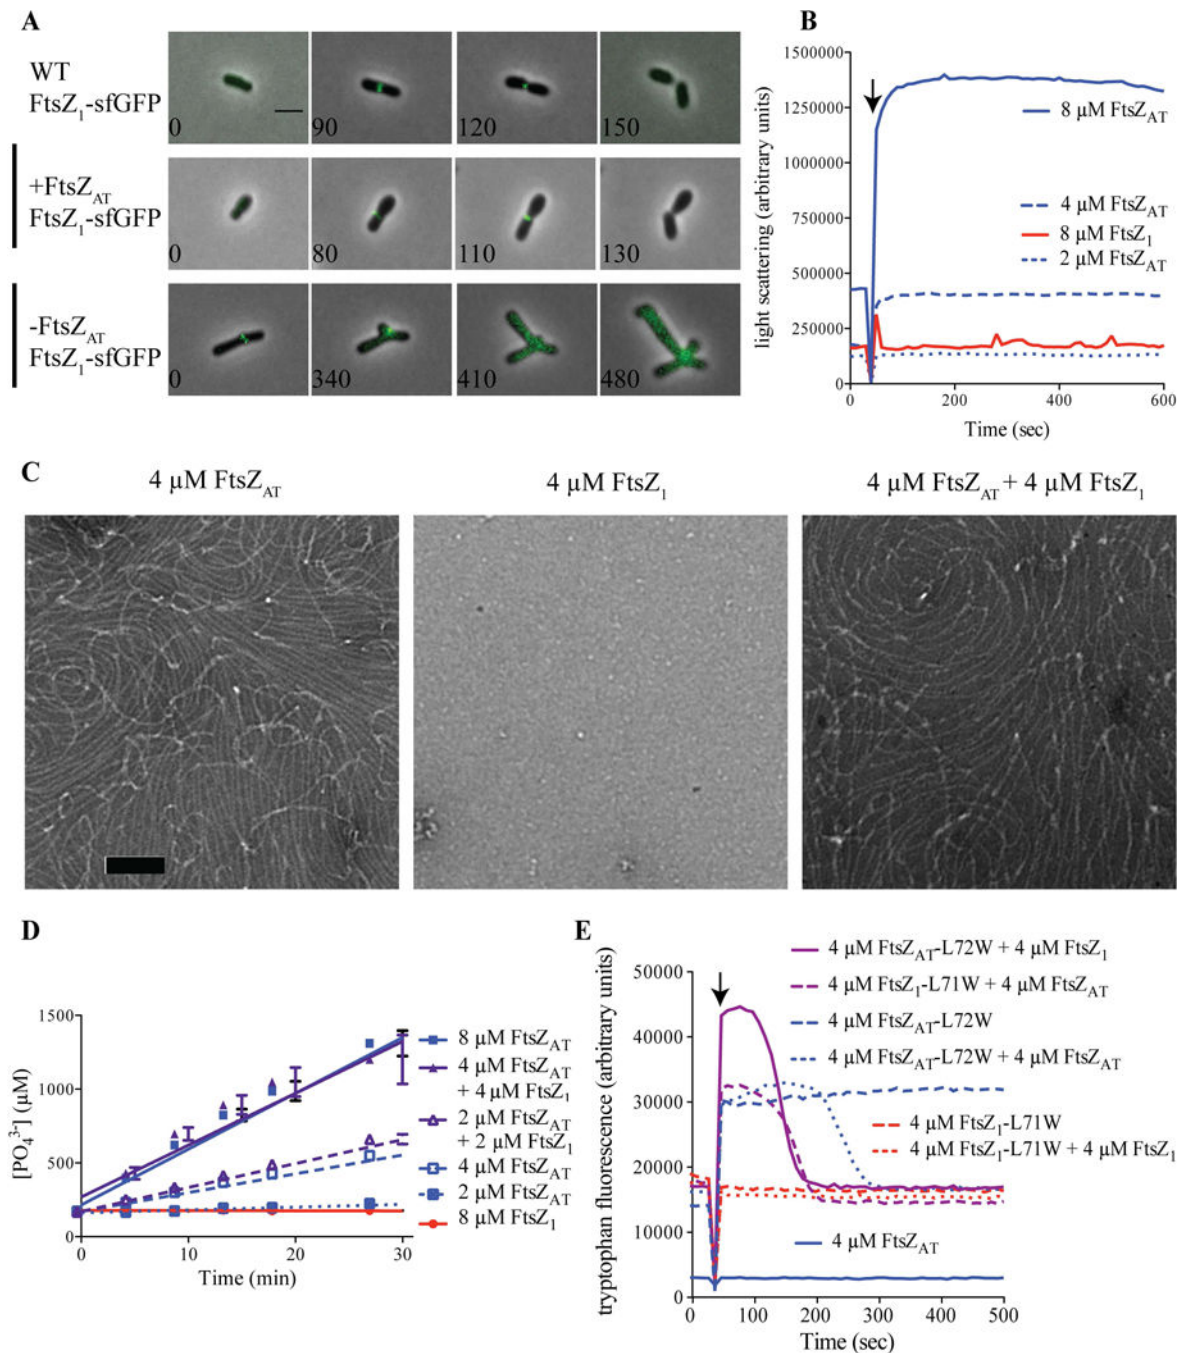 A
WT
FtsZ1-sfGFP
0
90
120
150
+FtsZAT
FtsZ1-sfGFP
0
80
110
130
-FtsZAT
FtsZ1-sfGFP
0
340
410
480
B
light scattering (arbitrary units)
1500000
1250000
1000000
750000
500000
250000
0
0
200
400
600
Time (sec)
8 µM FtsZAT
4 µM FtsZAT
8 µM FtsZ1
2 µM FtsZAT
C
4 µM FtsZAT
4 µM FtsZ1
4 µM FtsZAT + 4 µM FtsZ1
D
[PO₄³⁻] (µM)
1500
1000
500
0
0
10
20
30
Time (min)
8 µM FtsZAT
4 µM FtsZAT
+ 4 µM FtsZ1
2 µM FtsZAT
+ 2 µM FtsZ1
4 µM FtsZAT
2 µM FtsZAT
8 µM FtsZ1
E
tryptophan fluorescence (arbitrary units)
50000
40000
30000
20000
10000
0
0
100
200
300
400
500
Time (sec)
4 µM FtsZAT-L72W + 4 µM FtsZ1
4 µM FtsZ1-L71W + 4 µM FtsZAT
4 µM FtsZAT-L72W
4 µM FtsZAT-L72W + 4 µM FtsZAT
4 µM FtsZ1-L71W
4 µM FtsZ1-L71W + 4 µM FtsZ1
4 µM FtsZAT